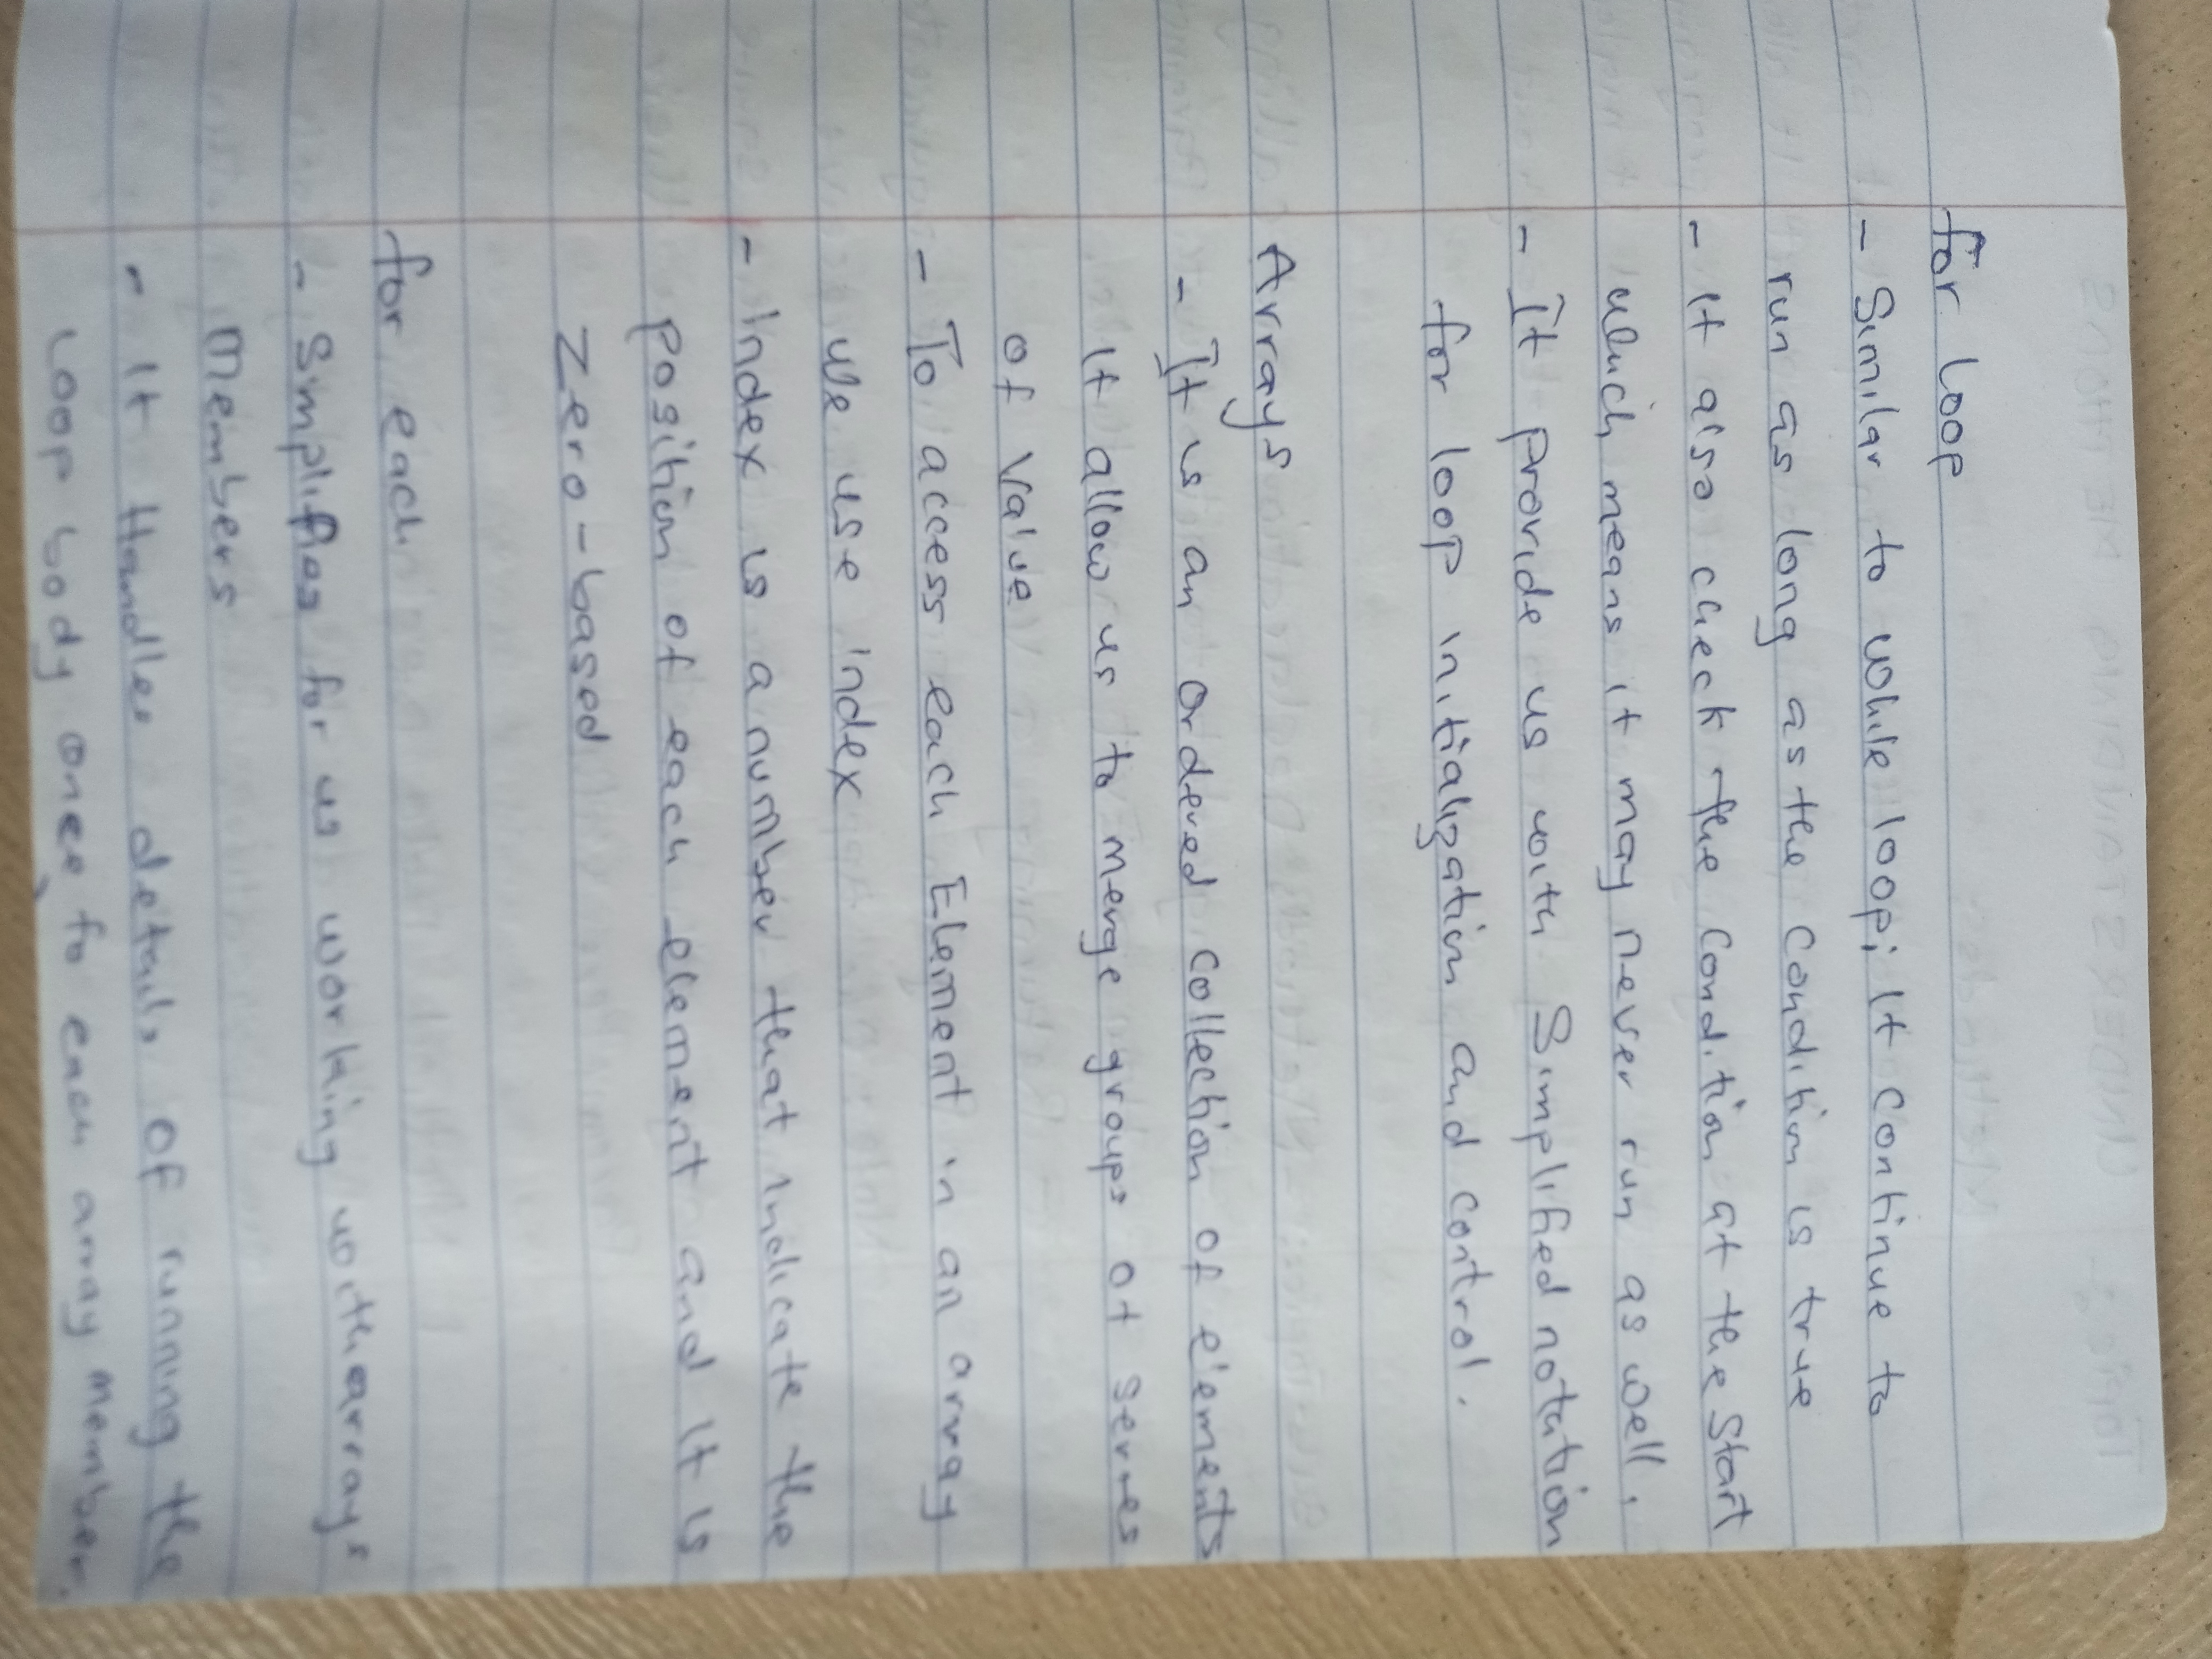 for loop
- Similar to while loop; it continue to
run as long as the condition is true
- It also check the condition at the start
which means it may never run as well.
- It provide us with Simplified notation
for loop initialization and control.
Arrays
- It is an ordered collection of elements
It allow us to merge groups of series
of value
- To access each Element in an array
we use index
- Index is a number that indicate the
position of each element and it is
Zero-based
for each
- Simplifies for us working with arrays
members
- It Handles details of running the
Loop body once for each array member.